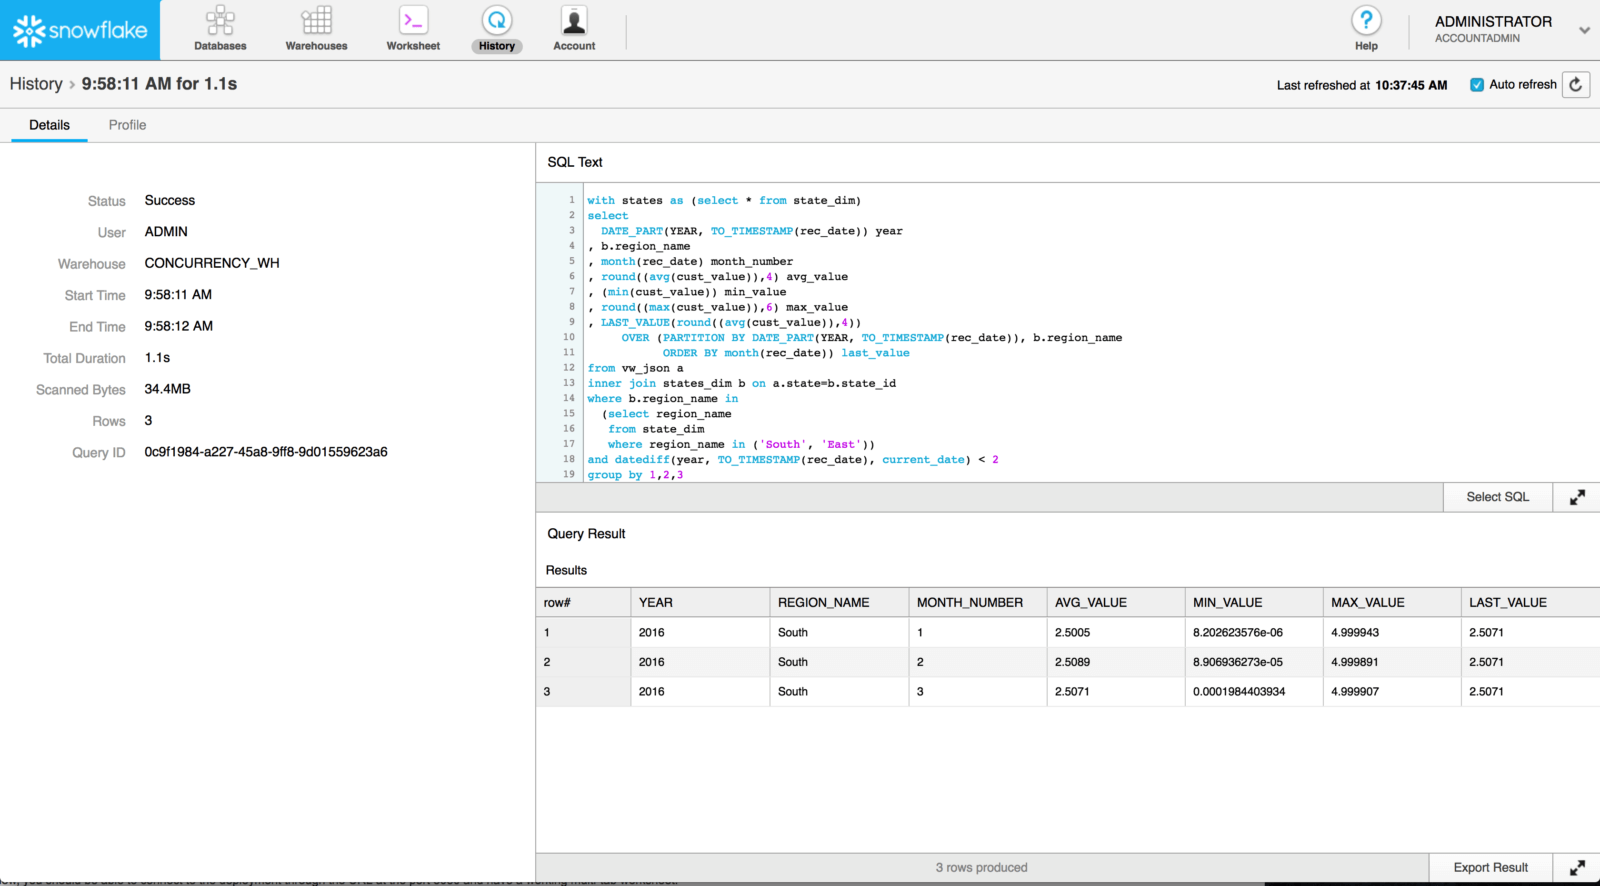 snowflake
Databases
Warehouses
Worksheet
History
Account
Help
ADMINISTRATOR
ACCOUNTADMIN
History > 9:58:11 AM for 1.1s
Last refreshed at 10:37:45 AM
Auto refresh
Details
Profile
Status Success
User ADMIN
Warehouse CONCURRENCY_WH
Start Time 9:58:11 AM
End Time 9:58:12 AM
Total Duration 1.1s
Scanned Bytes 34.4MB
Rows 3
Query ID 0c9f1984-a227-45a8-9ff8-9d01559623a6
SQL Text
1 with states as (select * from state_dim)
2 select
3 DATE_PART(YEAR, TO_TIMESTAMP(rec_date)) year
4 , b.region_name
5 , month(rec_date) month_number
6 , round((avg(cust_value)),4) avg_value
7 , (min(cust_value)) min_value
8 , round((max(cust_value)),6) max_value
9 , LAST_VALUE(round((avg(cust_value)),4))
10 OVER (PARTITION BY DATE_PART(YEAR, TO_TIMESTAMP(rec_date)), b.region_name
11 ORDER BY month(rec_date)) last_value
12 from vw_json a
13 inner join states_dim b on a.state=b.state_id
14 where b.region_name in
15 (select region_name
16 from state_dim
17 where region_name in ('South', 'East'))
18 and datediff(year, TO_TIMESTAMP(rec_date), current_date) < 2
19 group by 1,2,3
Select SQL
Query Result
Results
row# YEAR REGION_NAME MONTH_NUMBER AVG_VALUE MIN_VALUE MAX_VALUE LAST_VALUE
1 2016 South 1 2.5005 8.202623576e-06 4.999943 2.5071
2 2016 South 2 2.5089 8.906936273e-05 4.999891 2.5071
3 2016 South 3 2.5071 0.0001984403934 4.999907 2.5071
3 rows produced
Export Result